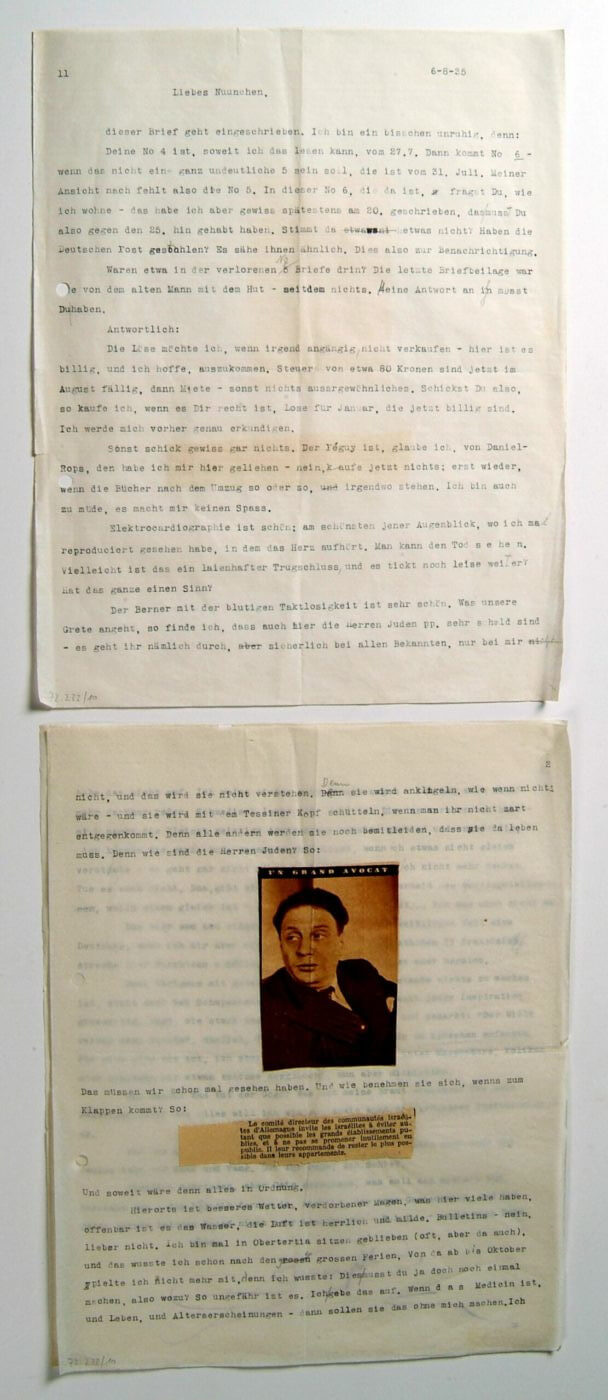 11
6-8-35
Liebes Nuunchen,
dieser Brief geht eingeschrieben. Ich bin ein bisschen unruhig, denn:
Deine No 4 ist, soweit ich das lesen kann, vom 27.7. Dann kommt No 6 -
wenn das nicht eine ganz undeutliche 5 sein soll, die ist vom 31. Juli. Meiner
Ansicht nach fehlt also die No 5. In dieser No 6, die da ist, fragst Du, wie
ich wohne - das habe ich aber gewiss spätestens am 20. geschrieben, das musst Du
also gegen den 25. hin gehabt haben. Stimmt da etwas nicht? Haben die
Deutschen Post gestohlen? Es sähe ihnen ähnlich. Dies also zur Benachrichtigung.
Waren etwa in der verlorenen No 5 Briefe drin? Die letzte Briefbeilage war
die von dem alten Mann mit dem Hut - seitdem nichts. Meine Antwort an ihn musst
Du haben.
Antwortlich:
Die Lose möchte ich, wenn irgend angängig, nicht verkaufen - hier ist es
billig, und ich hoffe, auszukommen. Steuern von etwa 80 Kronen sind jetzt im
August fällig, dann Miete - sonst nichts aussergewöhnliches. Schickst Du also,
so kaufe ich, wenn es Dir recht ist, Lose für Januar, die jetzt billig sind.
Ich werde mich vorher genau erkundigen.
Sonst schick gewiss gar nichts. Der Péguy ist, glaube ich, von Daniel-
Rops, den habe ich mir hier geliehen - nein, kaufe jetzt nichts; erst wieder,
wenn die Bücher nach dem Umzug so oder so, und irgendwo stehen. Ich bin auch
zu müde, es macht mir keinen Spass.
Elektrocardiographie ist schön; am schönsten jener Augenblick, wo ich mal
reproduciert gesehen habe, in dem das Herz aufhört. Man kann den Tod s e h e n.
Vielleicht ist das ein laienhafter Trugschluss, und es tickt noch leise weiter?
Hat das ganze einen Sinn?
Der Berner mit der blutigen Taktlosigkeit ist sehr schön. Was unsere
Grete angeht, so finde ich, dass auch hier die Herren Juden pp. sehr schuld sind
- es geht ihr nämlich durch, aber sicherlich bei allen Bekannten, nur bei mir nicht
72.232/10
2
nicht, und das wird sie nicht verstehen. Denn sie wird anklingeln, wie wenn nichts
wäre - und sie wird mit dem Tessiner Kopf schütteln, wenn man ihr nicht zart
entgegenkommt. Denn alle andern werden sie noch bemitleiden, dass sie da leben
muss. Denn wie sind die Herren Juden? So:
UN GRAND AVOCAT
Das müssen wir schon mal gesehen haben. Und wie benehmen sie sich, wenns zum
Klappen kommt? So:
Le comité directeur des communautés israéli-
tes d'Allemagne invite les israélites à éviter au-
tant que possible les grands établissements pu-
blics, et à ne pas se promener inutilement en
public. Il leur recommande de rester le plus pos-
sible dans leurs appartements.
Und soweit wäre denn alles in Ordnung.
Hierorts ist besseres Wetter, verdorbener Magen, was hier viele haben,
offenbar ist es das Wasser, die Luft ist herrlich und milde. Bulletins - nein,
lieber nicht. Ich bin mal in Obertertia sitzen geblieben (oft, aber da auch),
und das wusste ich schon nach den grossen Ferien. Von da ab bis Oktober
spielte ich nicht mehr mit, denn ich wusste: Dies musst du ja doch noch einmal
machen, also wozu? So ungefähr ist es. Ich gebe das auf. Wenn d a s Medicin ist,
und Leben, und Alterserscheinungen - dann sollen sie das ohne mich machen. Ich
72.232/10